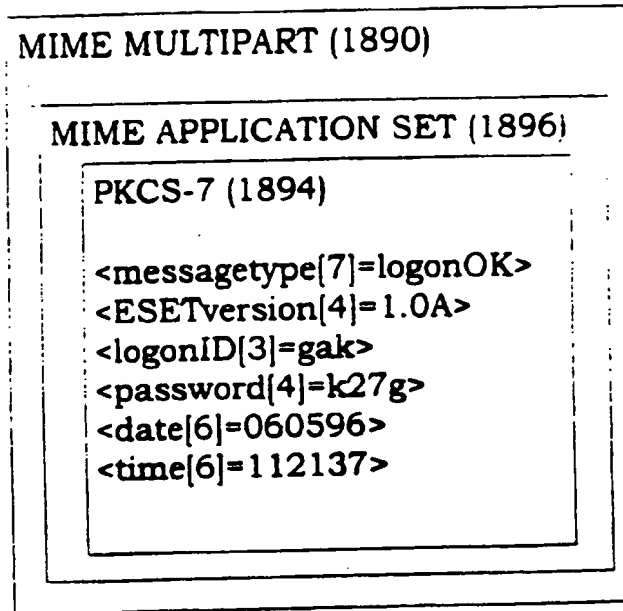 MIME MULTIPART (1890)
MIME APPLICATION SET (1896)
PKCS-7 (1894)
<messagetype[7]=logonOK>
<ESETversion[4]=1.0A>
<logonID[3]=gak>
<password[4]=k27g>
<date[6]=060596>
<time[6]=112137>